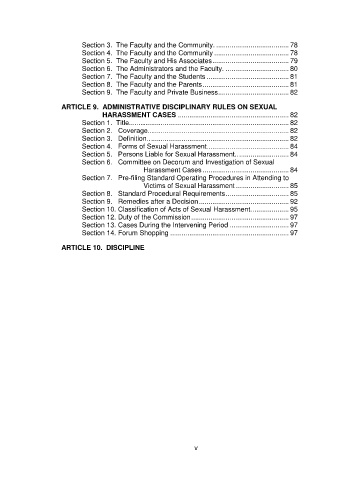 Section 3. The Faculty and the Community. ...................................... 78
Section 4. The Faculty and the Community ....................................... 78
Section 5. The Faculty and His Associates ........................................ 79
Section 6. The Administrators and the Faculty. ................................. 80
Section 7. The Faculty and the Students ........................................... 81
Section 8. The Faculty and the Parents ............................................. 81
Section 9. The Faculty and Private Business ..................................... 82
ARTICLE 9. ADMINISTRATIVE DISCIPLINARY RULES ON SEXUAL
HARASSMENT CASES .......................................................... 82
Section 1. Title ................................................................................... 82
Section 2. Coverage .......................................................................... 82
Section 3. Definition .......................................................................... 82
Section 4. Forms of Sexual Harassment ........................................... 84
Section 5. Persons Liable for Sexual Harassment. ........................... 84
Section 6. Committee on Decorum and Investigation of Sexual
Harassment Cases ............................................. 84
Section 7. Pre-filing Standard Operating Procedures in Attending to
Victims of Sexual Harassment ............................ 85
Section 8. Standard Procedural Requirements ................................. 85
Section 9. Remedies after a Decision ............................................... 92
Section 10. Classification of Acts of Sexual Harassment ................... 95
Section 12. Duty of the Commission ................................................... 97
Section 13. Cases During the Intervening Period ............................... 97
Section 14. Forum Shopping .............................................................. 97
ARTICLE 10. DISCIPLINE
v